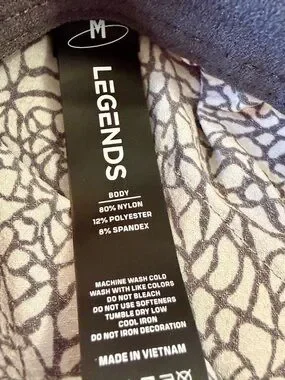 M
LEGENDS
BODY
80% NYLON
12% POLYESTER
8% SPANDEX
MACHINE WASH COLD
WASH WITH LIKE COLORS
DO NOT BLEACH
DO NOT USE SOFTENERS
TUMBLE DRY LOW
COOL IRON
DO NOT IRON DECORATION
MADE IN VIETNAM